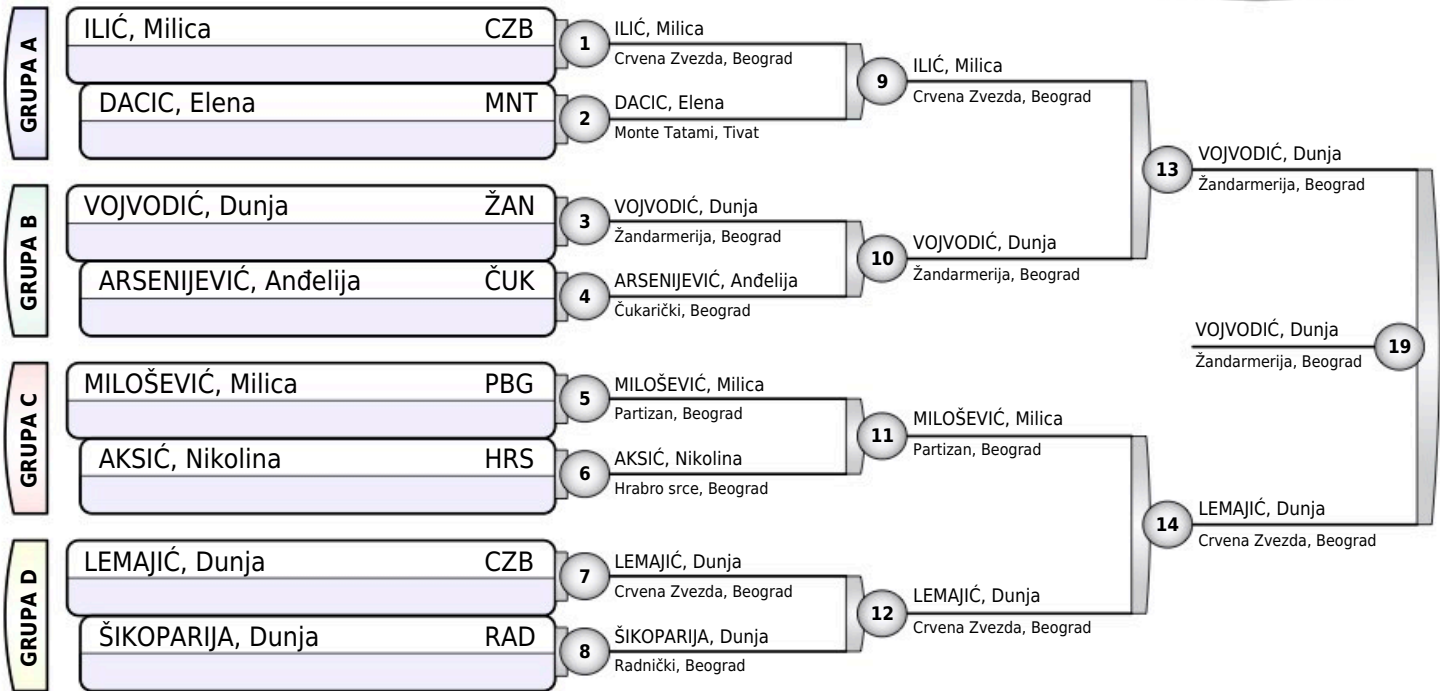 GRUPA A
ILIĆ, Milica CZB
DACIC, Elena MNT
1
ILIĆ, Milica
Crvena Zvezda, Beograd
2
DACIC, Elena
Monte Tatami, Tivat
9
ILIĆ, Milica
Crvena Zvezda, Beograd
GRUPA B
VOJVODIĆ, Dunja ŽAN
ARSENIJEVIĆ, Anđelija ČUK
3
VOJVODIĆ, Dunja
Žandarmerija, Beograd
4
ARSENIJEVIĆ, Anđelija
Čukarički, Beograd
10
VOJVODIĆ, Dunja
Žandarmerija, Beograd
13
VOJVODIĆ, Dunja
Žandarmerija, Beograd
GRUPA C
MILOŠEVIĆ, Milica PBG
AKSIĆ, Nikolina HRS
5
MILOŠEVIĆ, Milica
Partizan, Beograd
6
AKSIĆ, Nikolina
Hrabro srce, Beograd
11
MILOŠEVIĆ, Milica
Partizan, Beograd
GRUPA D
LEMAJIĆ, Dunja CZB
ŠIKOPARIJA, Dunja RAD
7
LEMAJIĆ, Dunja
Crvena Zvezda, Beograd
8
ŠIKOPARIJA, Dunja
Radnički, Beograd
12
LEMAJIĆ, Dunja
Crvena Zvezda, Beograd
14
LEMAJIĆ, Dunja
Crvena Zvezda, Beograd
VOJVODIĆ, Dunja
Žandarmerija, Beograd
19